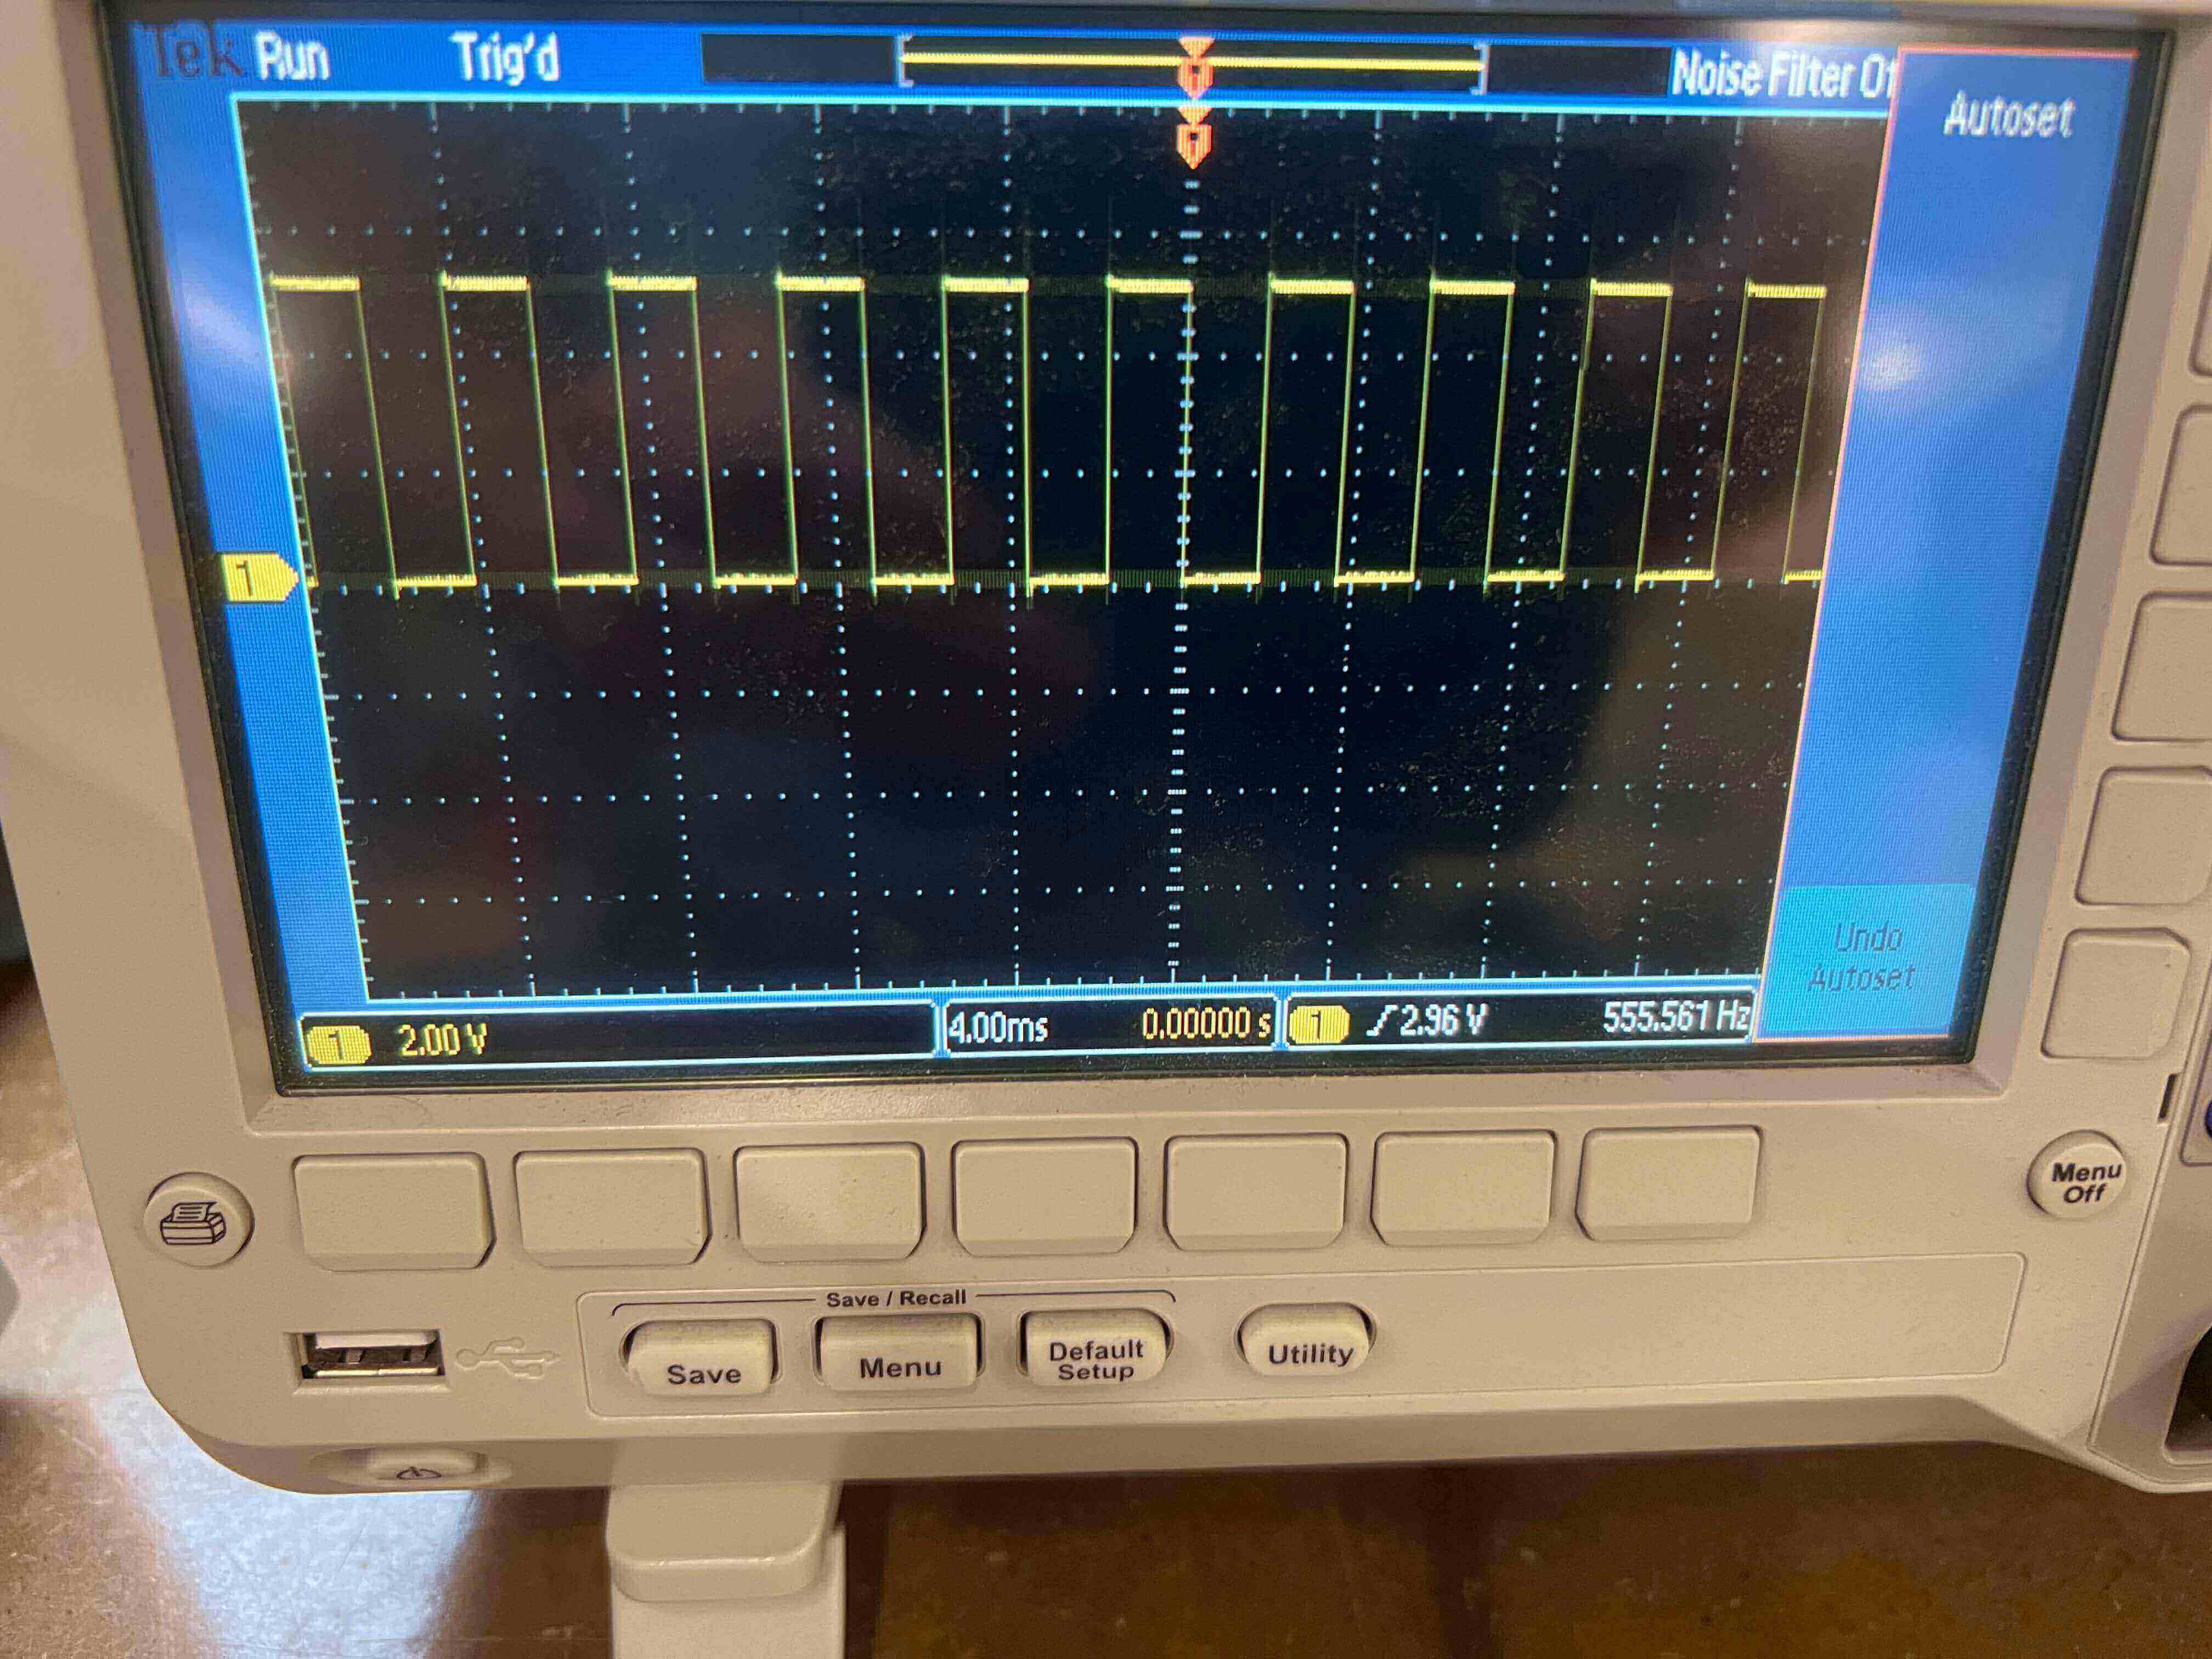 Tek Run Trig'd Noise Filter Of
Autoset
1
Undo
Autoset
1 2.00 V 4.00ms 0.00000 s 1 2.96 V 555.561 Hz
Menu
Off
Save / Recall
Save Menu Default Setup Utility